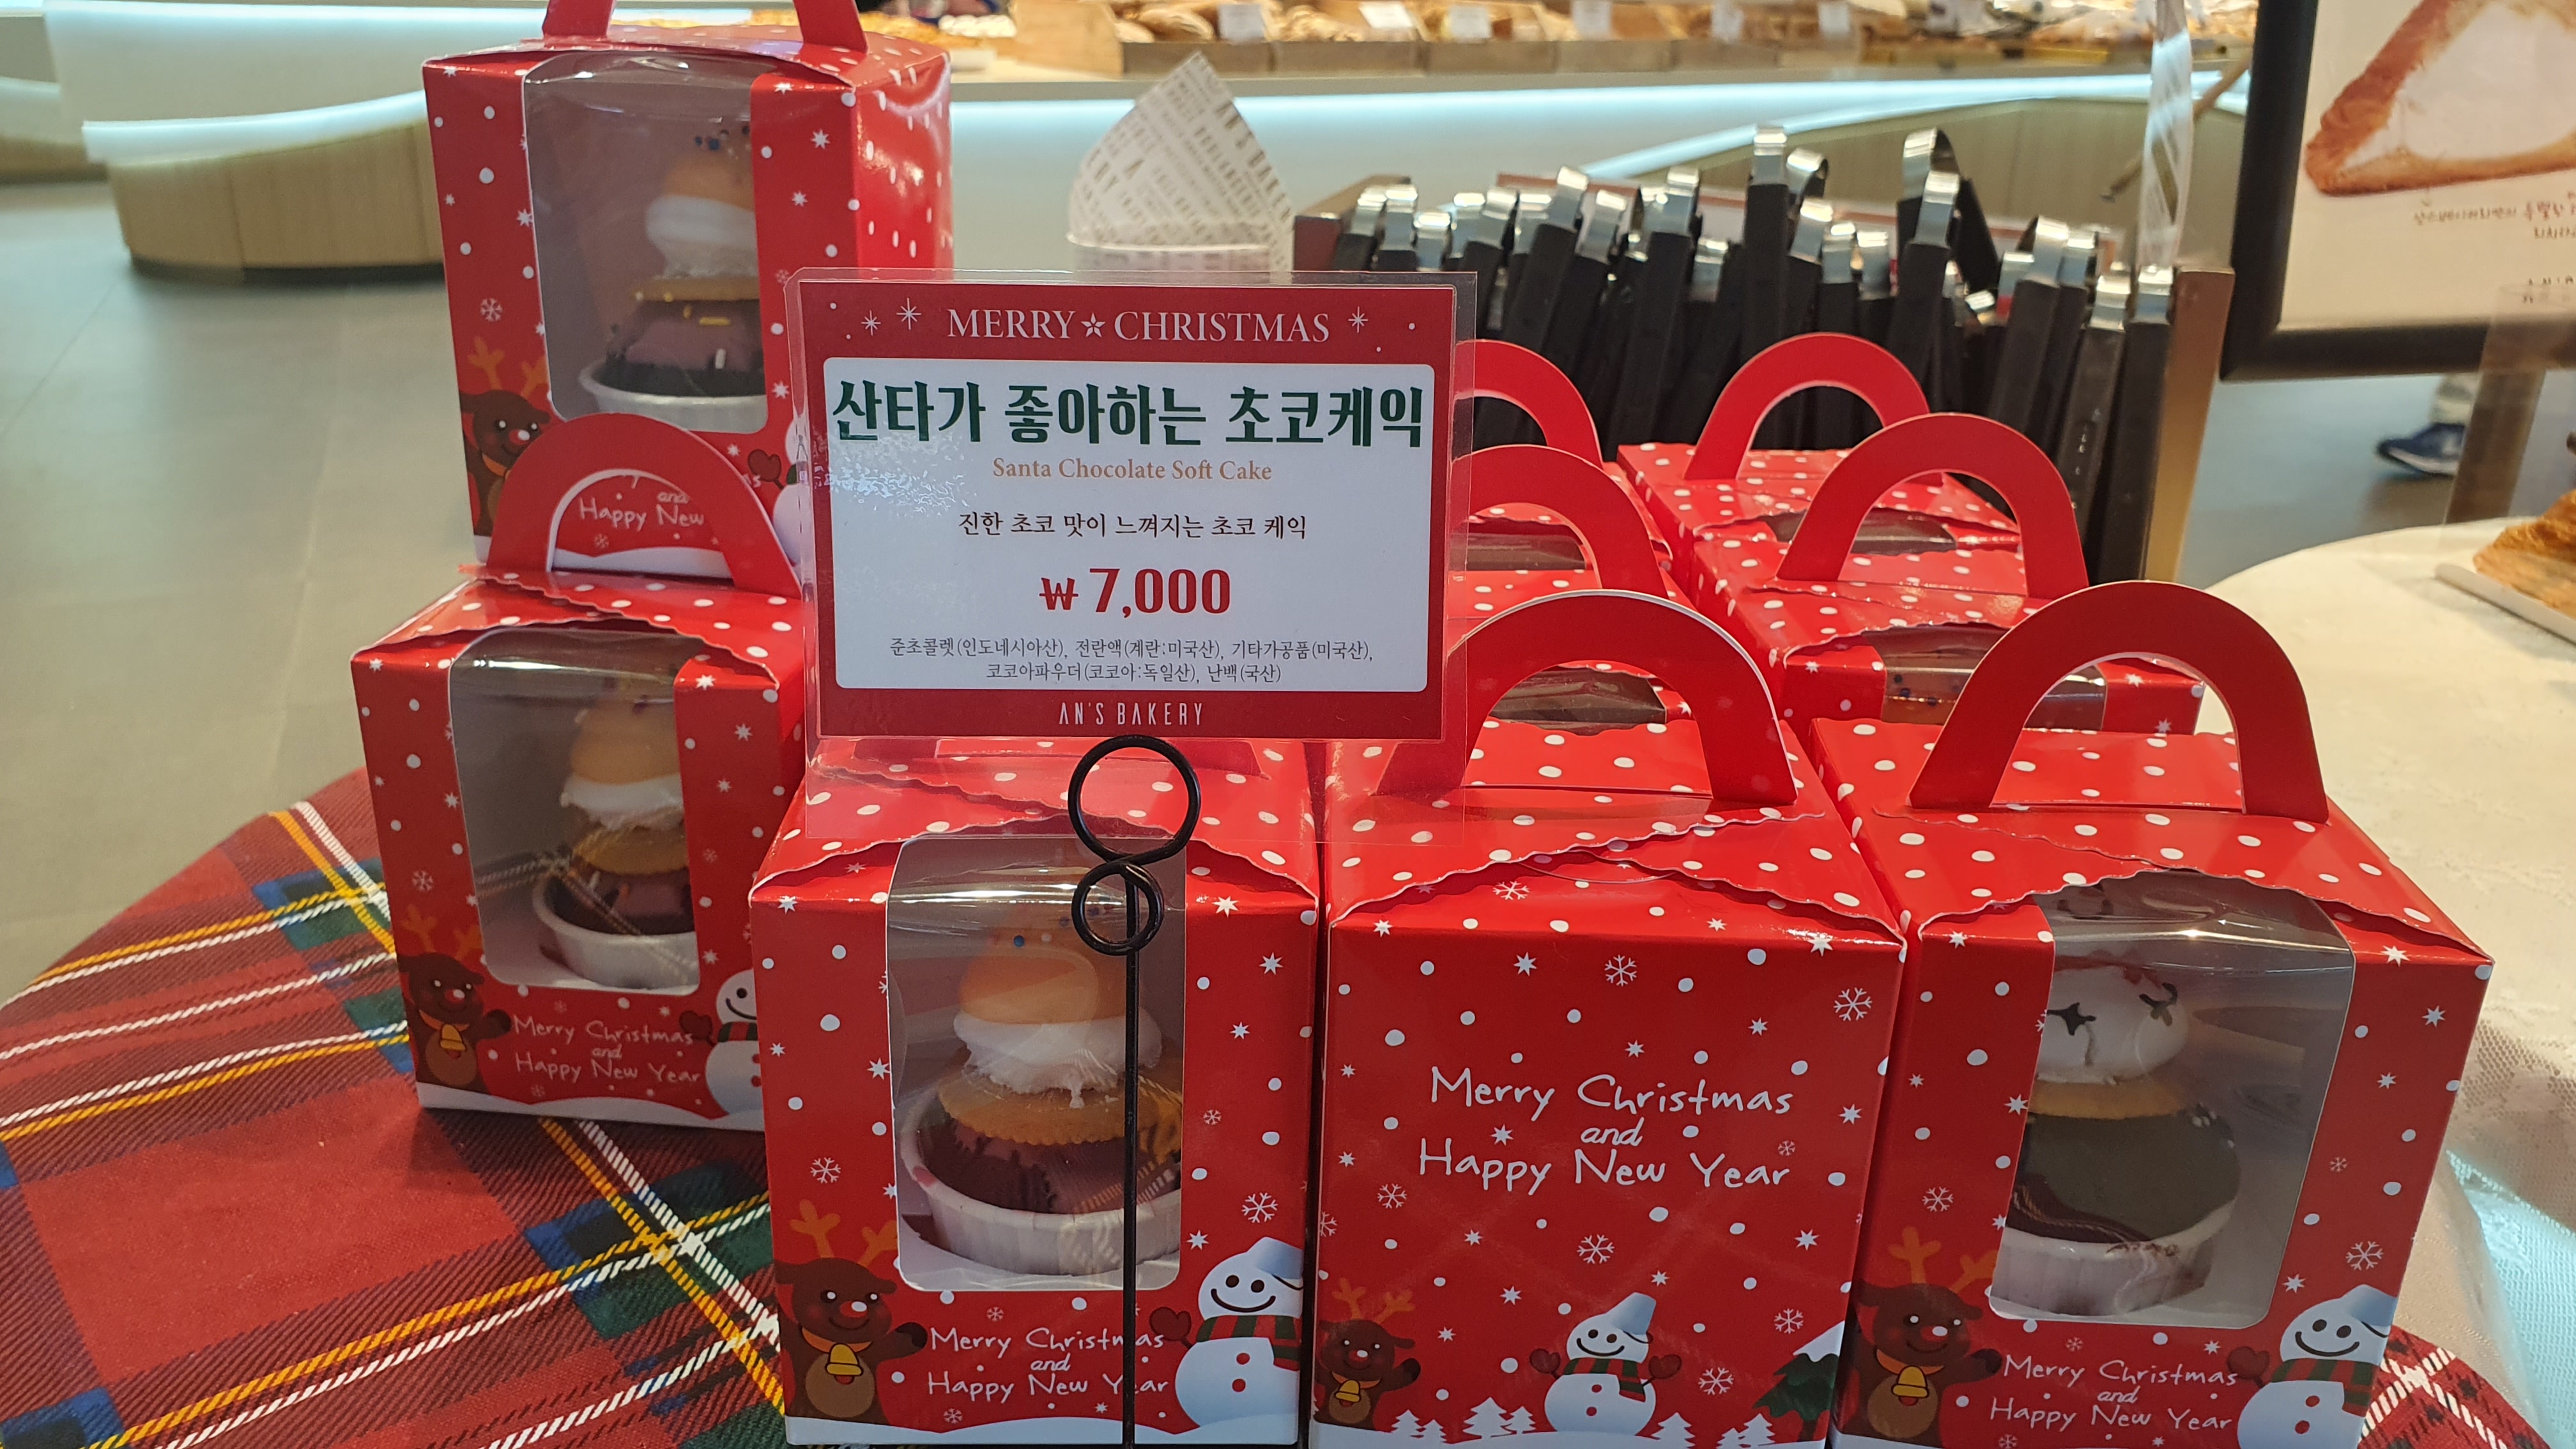 MERRY CHRISTMAS
산타가 좋아하는 초코케익
Santa Chocolate Soft Cake
진한 초코 맛이 느껴지는 초코 케익
₩ 7,000
준초콜렛(인도네시아산), 전란액(계란:미국산), 기타가공품(미국산),
코코아파우더(코코아:독일산), 난백(국산)
AN'S BAKERY
and
Happy New
Merry Christmas
and
Happy New Year
Merry Christmas
and
Happy New Year
Merry Christmas
and
Happy New Year
Merry Christmas
and
Happy New Year